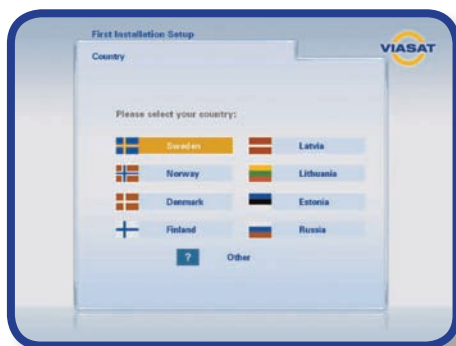 First Installation Setup
VIASAT
Country
Please select your country:
Sweden
Latvia
Norway
Lithuania
Denmark
Estonia
Finland
Russia
?
Other